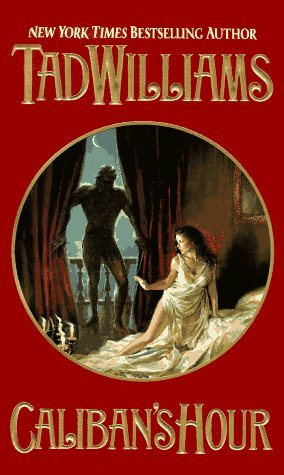 NEW YORK TIMES BESTSELLING AUTHOR
TAD WILLIAMS
CALIBAN'S HOUR